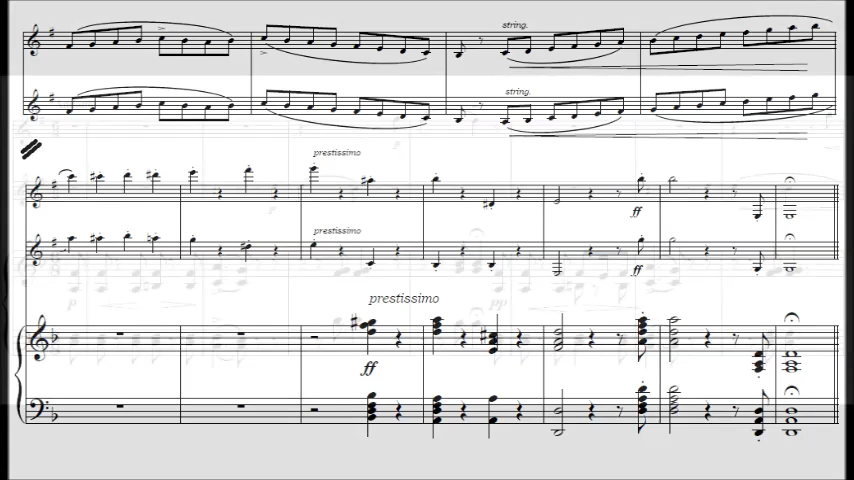 string.
string.
prestissimo
ff
prestissimo
ff
prestissimo
ff